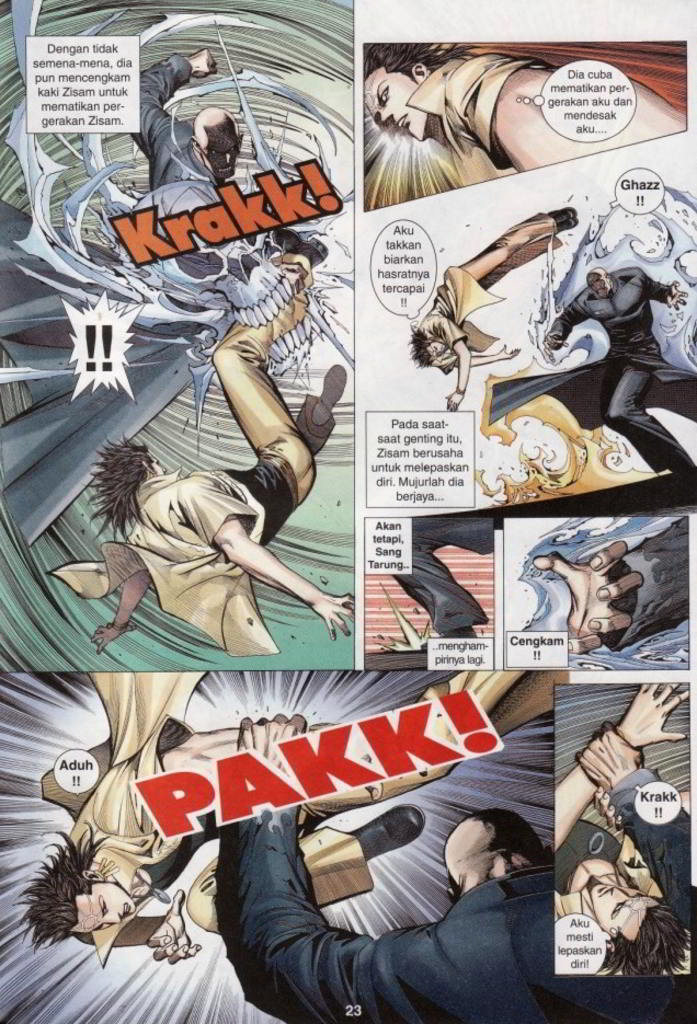 Dengan tidak
semena-mena, dia
pun mencengkam
kaki Zisam untuk
mematikan per-
gerakan Zisam.
Krakk!
!!
Dia cuba
mematikan per-
gerakan aku dan
mendesak
aku....
Ghazz
!!
Aku
takkan
biarkan
hasratnya
tercapai
!!
Pada saat-
saat genting itu,
Zisam berusaha
untuk melepaskan
diri. Mujurlah dia
berjaya...
Akan
tetapi,
Sang
Tarung..
..mengham-
pirinya lagi.
Cengkam
!!
Aduh
!!
PAKK!
Krakk
!!
Aku
mesti
lepaskan
diri!
23